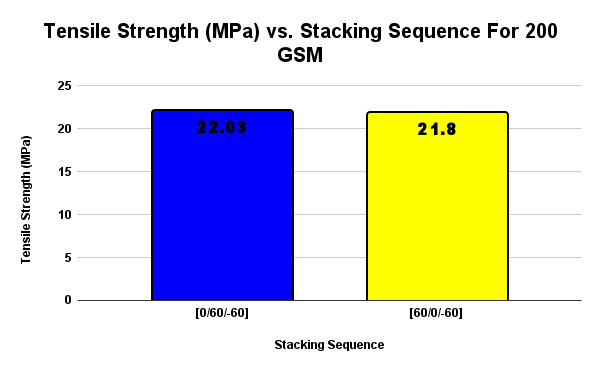 Tensile Strength (MPa) vs. Stacking Sequence For 200
GSM
Tensile Strength (MPa)
25
20
15
10
5
0
22.03
21.8
[0/60/-60]
[60/0/-60]
Stacking Sequence